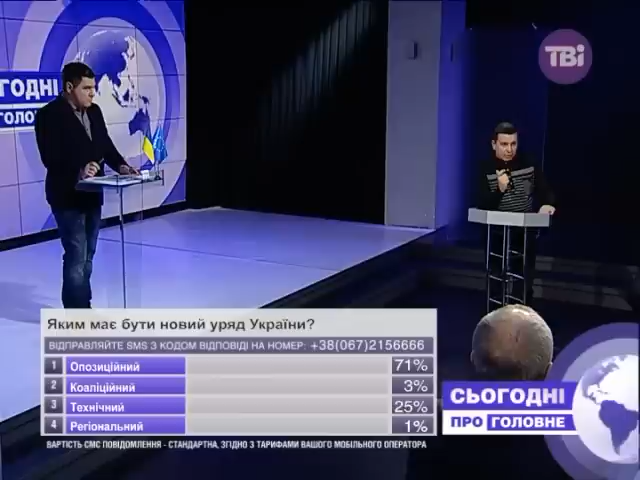 ТВі
СЬОГОДНІ
ГОЛОВН
Яким має бути новий уряд України?
ВІДПРАВЛЯЙТЕ SMS З КОДОМ ВІДПОВІДІ НА НОМЕР: +38(067)2156666
1 Опозиційний 71%
2 Коаліційний 3%
3 Технічний 25%
4 Регіональний 1%
ВАРТІСТЬ СМС ПОВІДОМЛЕННЯ - СТАНДАРТНА, ЗГІДНО З ТАРИФАМИ ВАШОГО МОБІЛЬНОГО ОПЕРАТОРА
СЬОГОДНІ
ПРО ГОЛОВНЕ